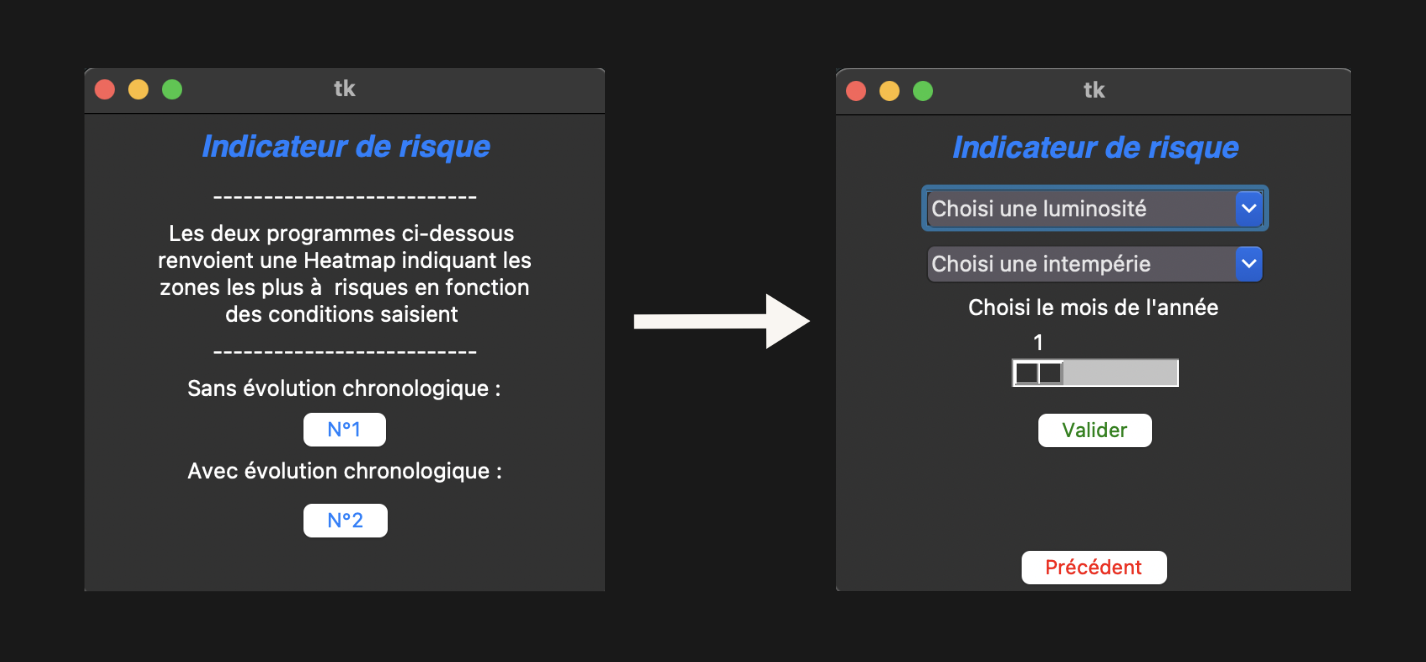 tk
Indicateur de risque
--------------------------
Les deux programmes ci-dessous
renvoient une Heatmap indiquant les
zones les plus à  risques en fonction
des conditions saisient
--------------------------
Sans évolution chronologique :
N°1
Avec évolution chronologique :
N°2
tk
Indicateur de risque
Choisi une luminosité
Choisi une intempérie
Choisi le mois de l'année
1
Valider
Précédent